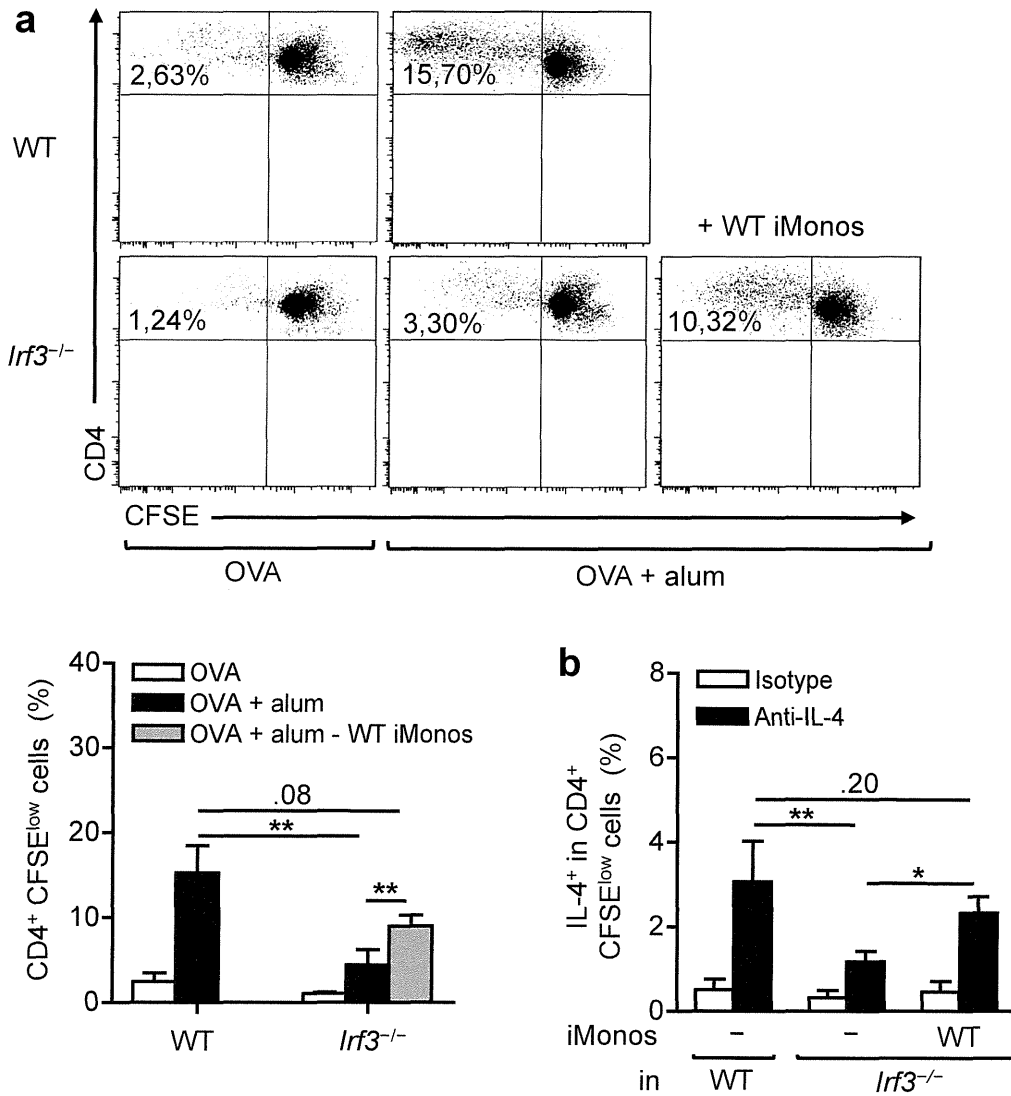 a
2,63%
15,70%
WT
+ WT iMonos
1,24%
3,30%
10,32%
Irf3⁻/⁻
CD4
CFSE
OVA
OVA + alum
CD4⁺ CFSEˡᵒʷ cells (%)
40
30
20
10
0
OVA
OVA + alum
OVA + alum - WT iMonos
.08
**
**
WT
Irf3⁻/⁻
b
IL-4⁺ in CD4⁺
CFSEˡᵒʷ cells (%)
8
6
4
2
0
Isotype
Anti-IL-4
.20
**
*
iMonos – – WT
in WT Irf3⁻/⁻